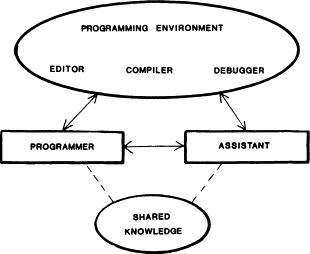 PROGRAMMING ENVIRONMENT
EDITOR COMPILER DEBUGGER
PROGRAMMER ASSISTANT
SHARED
KNOWLEDGE